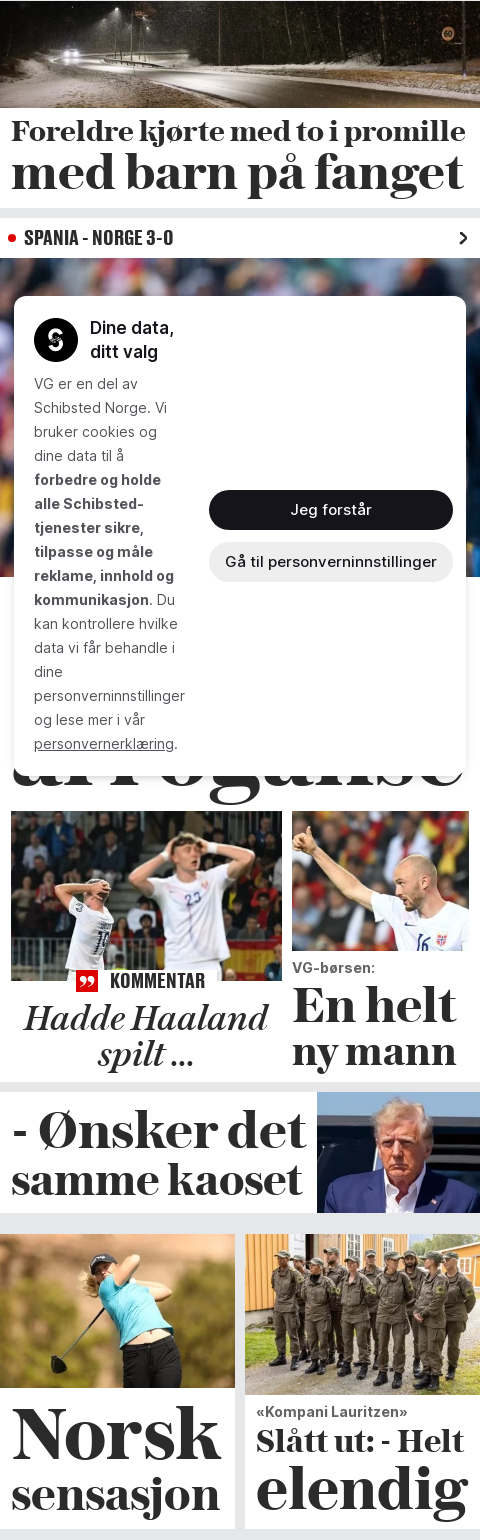 60
Foreldre kjørte med to i promille
med barn på fanget
SPANIA - NORGE 3-0
Dine data,
ditt valg
VG er en del av
Schibsted Norge. Vi
bruker cookies og
dine data til å
forbedre og holde
alle Schibsted-
tjenester sikre,
tilpasse og måle
reklame, innhold og
kommunikasjon. Du
kan kontrollere hvilke
data vi får behandle i
dine
personverninnstillinger
og lese mer i vår
personvernerklæring.
Jeg forstår
Gå til personverninnstillinger
23
16
KOMMENTAR
Hadde Haaland
spilt ...
VG-børsen:
En helt
ny mann
- Ønsker det
samme kaoset
Norsk
sensasjon
«Kompani Lauritzen»
Slått ut: - Helt
elendig